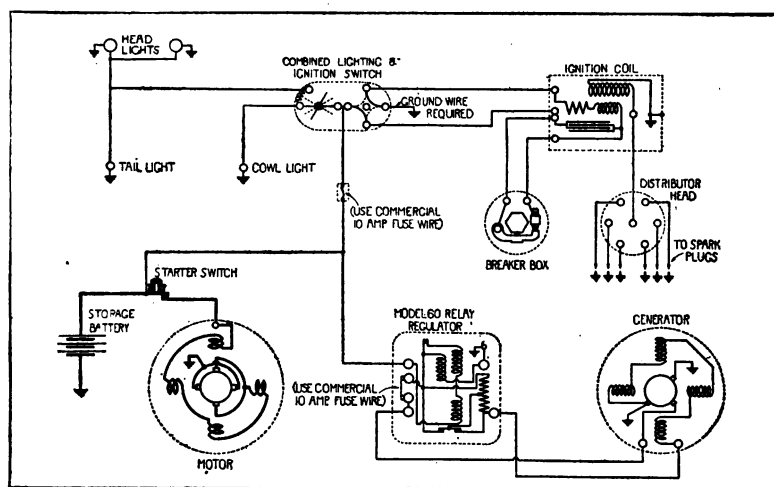 HEAD
LIGHTS
COMBINED LIGHTING &
IGNITION SWITCH
IGNITION COIL
GROUND WIRE
REQUIRED
TAIL LIGHT
COWL LIGHT
(USE COMMERCIAL
10 AMP FUSE WIRE)
BREAKER BOX
DISTRIBUTOR
HEAD
TO SPARK
PLUGS
STARTER SWITCH
STORAGE
BATTERY
MODEL 60 RELAY
REGULATOR
GENERATOR
(USE COMMERCIAL
10 AMP FUSE WIRE)
MOTOR